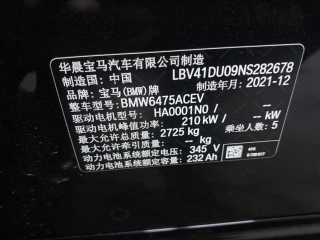 华晨宝马汽车有限公司制造
制造国：中国 LBV41DU09NS282678
品牌：宝马(BMW)牌 制造年月：2021-12
整车型号：BMW6475ACEV
驱动电机型号：HA0001N0 / --
驱动电机峰值功率：210 kW / -- kW
最大允许总质量：2725 kg 乘坐人数：5
最大允许牵引质量：-- kg
动力电池系统额定电压：345 V
动力电池系统额定容量：232 Ah